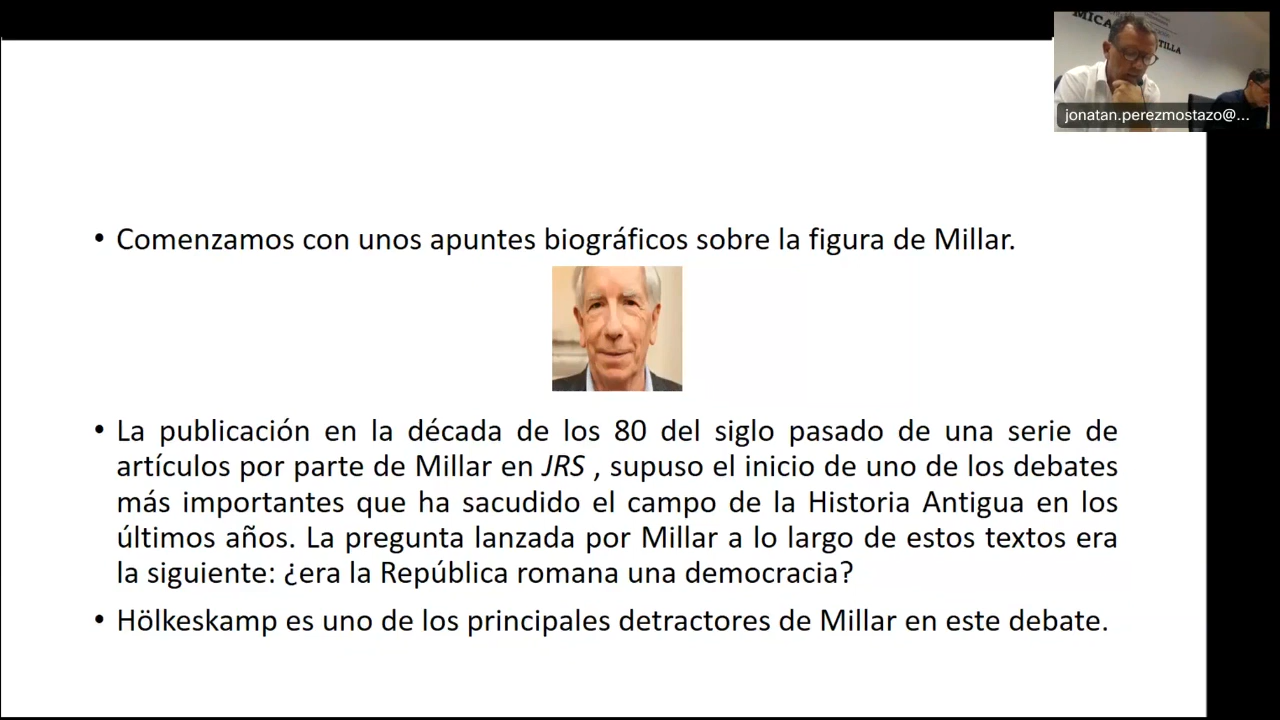 MICA
TILLA
jonatan.perezmostazo@...
• Comenzamos con unos apuntes biográficos sobre la figura de Millar.
• La publicación en la década de los 80 del siglo pasado de una serie de
artículos por parte de Millar en JRS , supuso el inicio de uno de los debates
más importantes que ha sacudido el campo de la Historia Antigua en los
últimos años. La pregunta lanzada por Millar a lo largo de estos textos era
la siguiente: ¿era la República romana una democracia?
• Hölkeskamp es uno de los principales detractores de Millar en este debate.